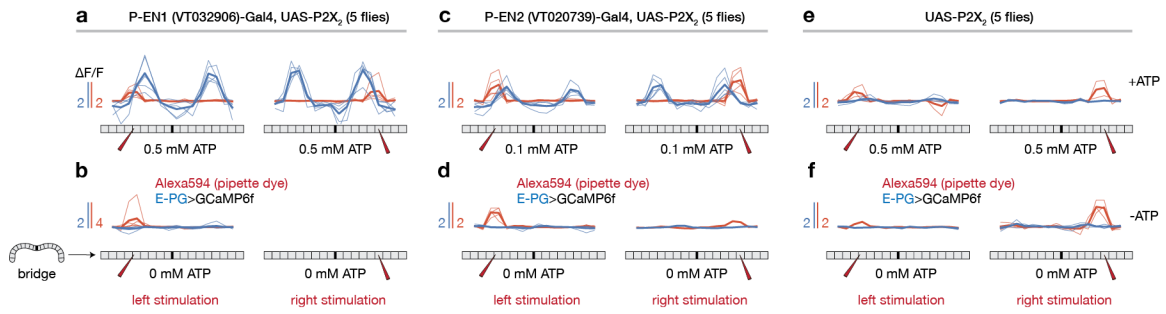 a P-EN1 (VT032906)-Gal4, UAS-P2X2 (5 flies)
c P-EN2 (VT020739)-Gal4, UAS-P2X2 (5 flies)
e UAS-P2X2 (5 flies)
ΔF/F
2 2
2 2
2 2
+ATP
0.5 mM ATP 0.5 mM ATP
0.1 mM ATP 0.1 mM ATP
0.5 mM ATP 0.5 mM ATP
b Alexa594 (pipette dye)
E-PG>GCaMP6f
2 4
d Alexa594 (pipette dye)
E-PG>GCaMP6f
2 2
f Alexa594 (pipette dye)
E-PG>GCaMP6f
2 2
-ATP
bridge
0 mM ATP 0 mM ATP
0 mM ATP 0 mM ATP
0 mM ATP 0 mM ATP
left stimulation right stimulation
left stimulation right stimulation
left stimulation right stimulation